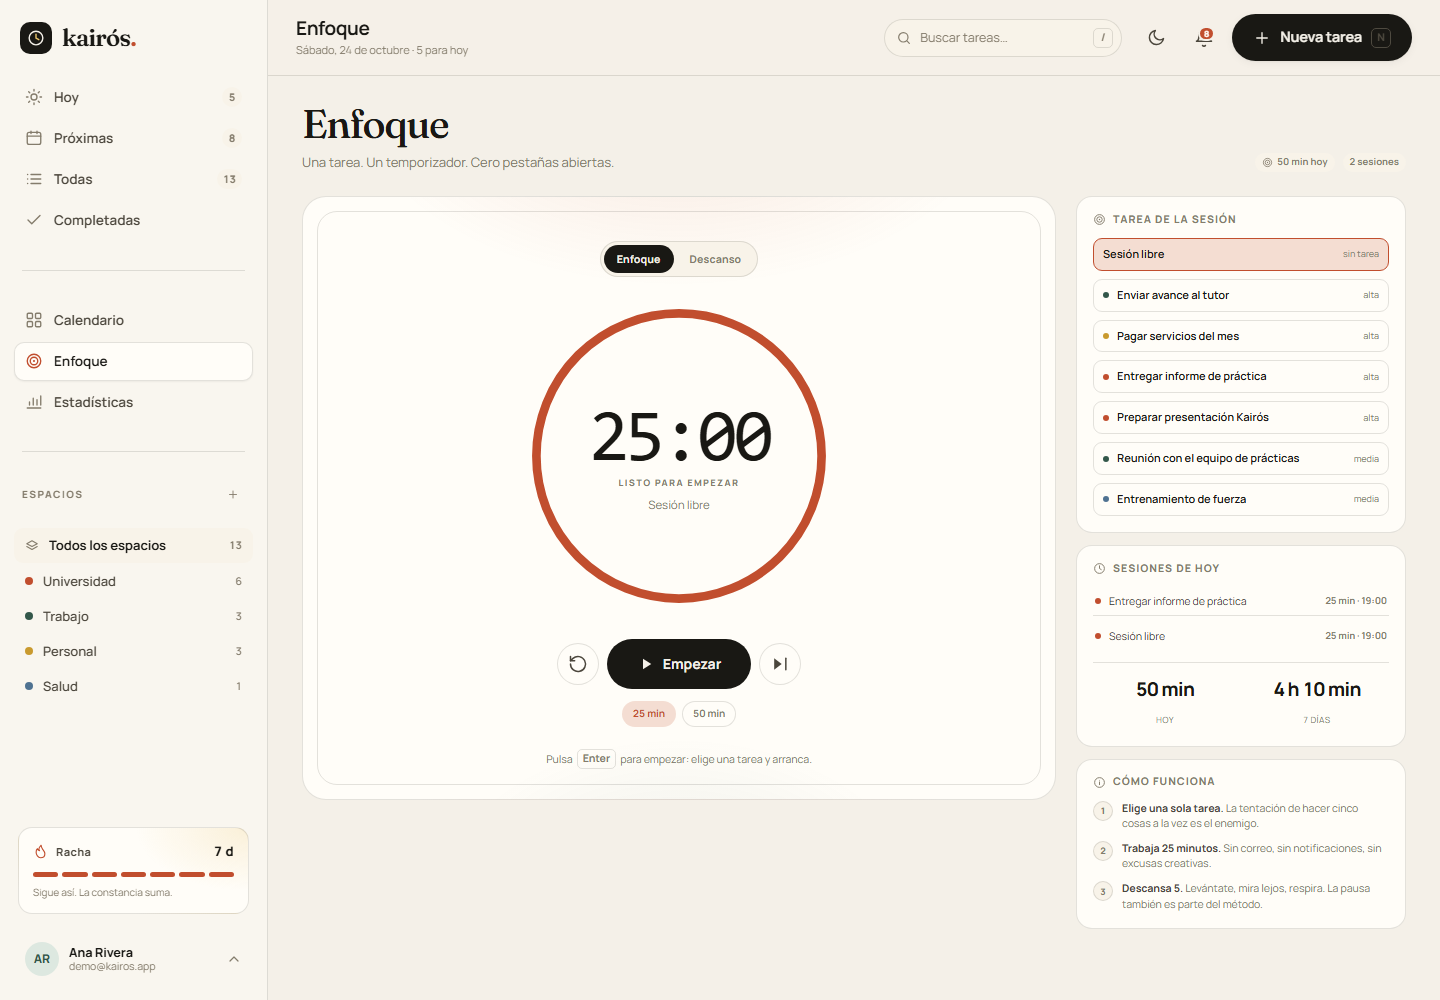 kairós.
Hoy 5
Próximas 8
Todas 13
Completadas
Calendario
Enfoque
Estadísticas
ESPACIOS +
Todos los espacios 13
Universidad 6
Trabajo 3
Personal 3
Salud 1
Racha 7 d
Sigue así. La constancia suma.
AR
Ana Rivera
demo@kairos.app
Enfoque
Sábado, 24 de octubre · 5 para hoy
Buscar tareas... /
8
+ Nueva tarea N
Enfoque
Una tarea. Un temporizador. Cero pestañas abiertas.
50 min hoy
2 sesiones
Enfoque Descanso
25:00
LISTO PARA EMPEZAR
Sesión libre
Empezar
25 min 50 min
Pulsa Enter para empezar: elige una tarea y arranca.
TAREA DE LA SESIÓN
Sesión libre sin tarea
Enviar avance al tutor alta
Pagar servicios del mes alta
Entregar informe de práctica alta
Preparar presentación Kairós alta
Reunión con el equipo de prácticas media
Entrenamiento de fuerza media
SESIONES DE HOY
Entregar informe de práctica 25 min · 19:00
Sesión libre 25 min · 19:00
50 min 4 h 10 min
HOY 7 DÍAS
CÓMO FUNCIONA
1 Elige una sola tarea. La tentación de hacer cinco
cosas a la vez es el enemigo.
2 Trabaja 25 minutos. Sin correo, sin notificaciones, sin
excusas creativas.
3 Descansa 5. Levántate, mira lejos, respira. La pausa
también es parte del método.